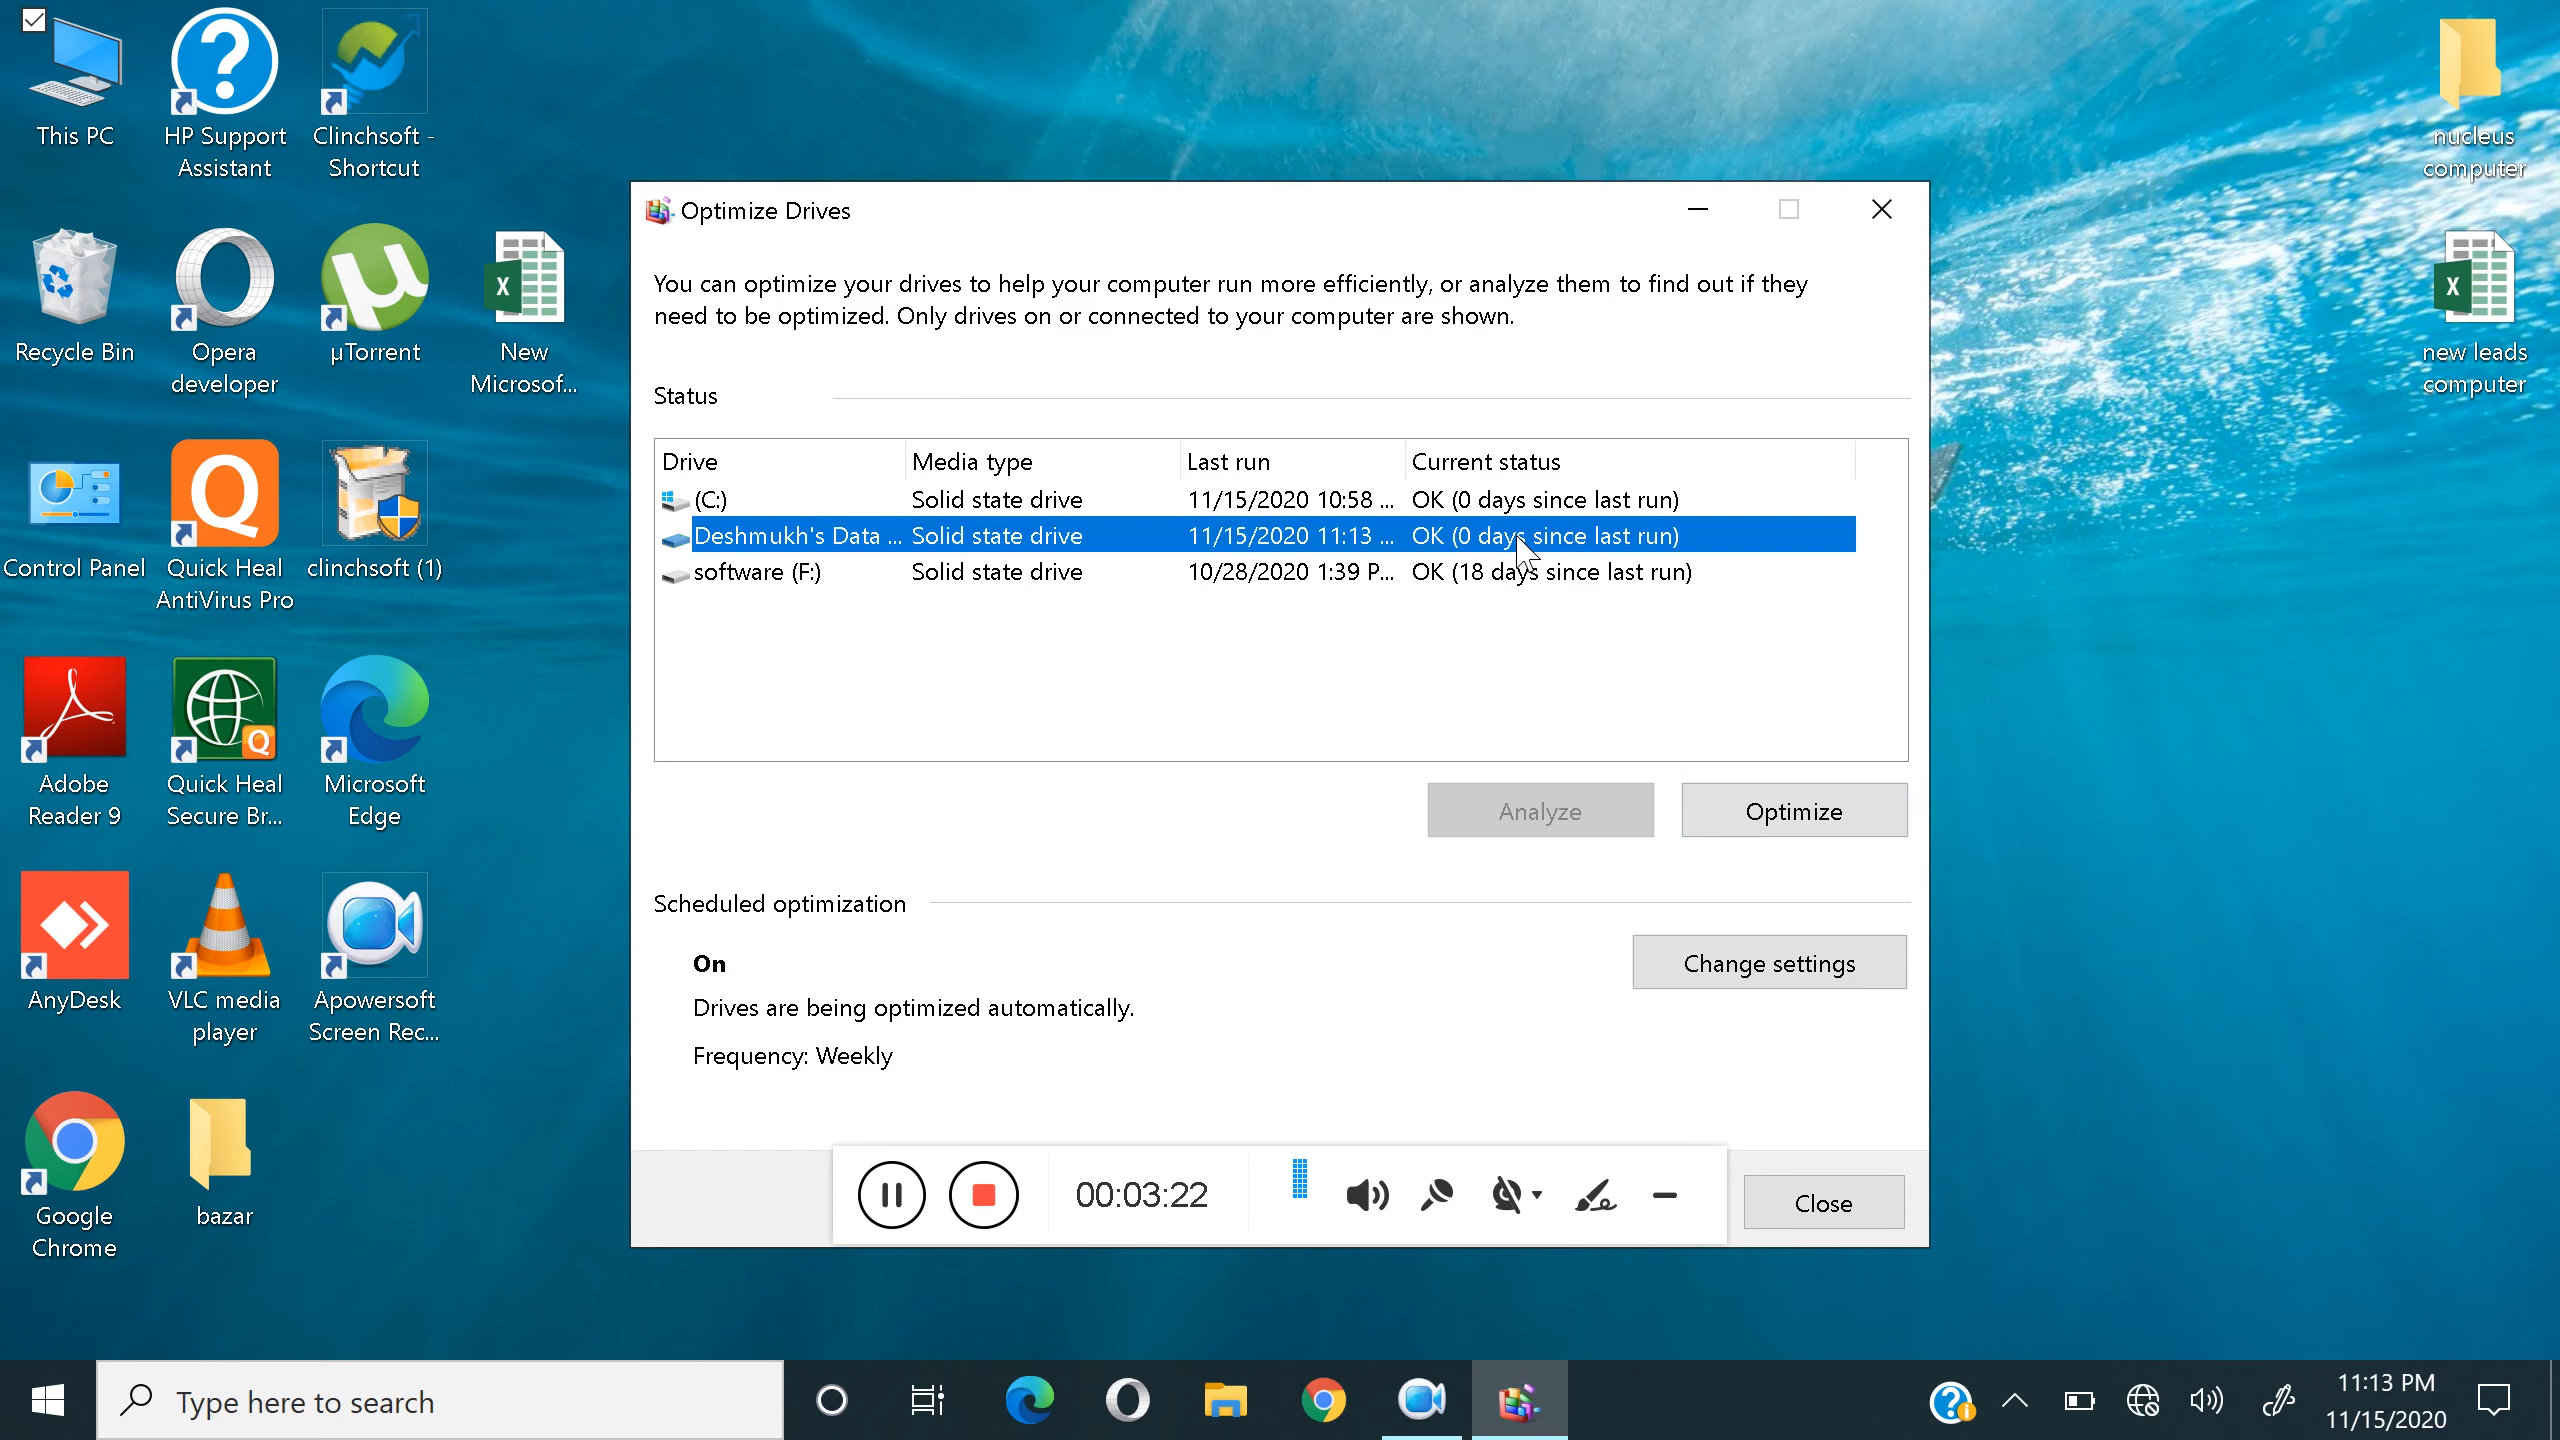 This PC
HP Support
Assistant
Clinchsoft -
Shortcut
Recycle Bin
Opera
developer
µTorrent
New
Microsof...
Control Panel
Quick Heal
AntiVirus Pro
clinchsoft (1)
Adobe
Reader 9
Quick Heal
Secure Br...
Microsoft
Edge
AnyDesk
VLC media
player
Apowersoft
Screen Rec...
Google
Chrome
bazar
nucleus
computer
new leads
computer
Optimize Drives
You can optimize your drives to help your computer run more efficiently, or analyze them to find out if they
need to be optimized. Only drives on or connected to your computer are shown.
Status
Drive Media type Last run Current status
(C:) Solid state drive 11/15/2020 10:58 ... OK (0 days since last run)
Deshmukh's Data ... Solid state drive 11/15/2020 11:13 ... OK (0 days since last run)
software (F:) Solid state drive 10/28/2020 1:39 P... OK (18 days since last run)
Analyze Optimize
Scheduled optimization
On
Change settings
Drives are being optimized automatically.
Frequency: Weekly
00:03:22
Close
Type here to search
11:13 PM
11/15/2020